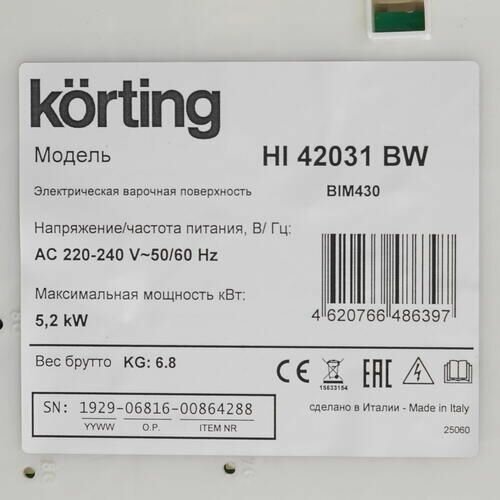 körting
Модель HI 42031 BW
Электрическая варочная поверхность BIM430
Напряжение/частота питания, В/ Гц:
AC 220-240 V~50/60 Hz
Максимальная мощность кВт:
5,2 kW
4 620766 486397
Вес брутто KG: 6.8
CE 15633154 EAC
SN: 1929-06816-00864288
YYWW O.P. ITEM NR
сделано в Италии - Made in Italy
25060